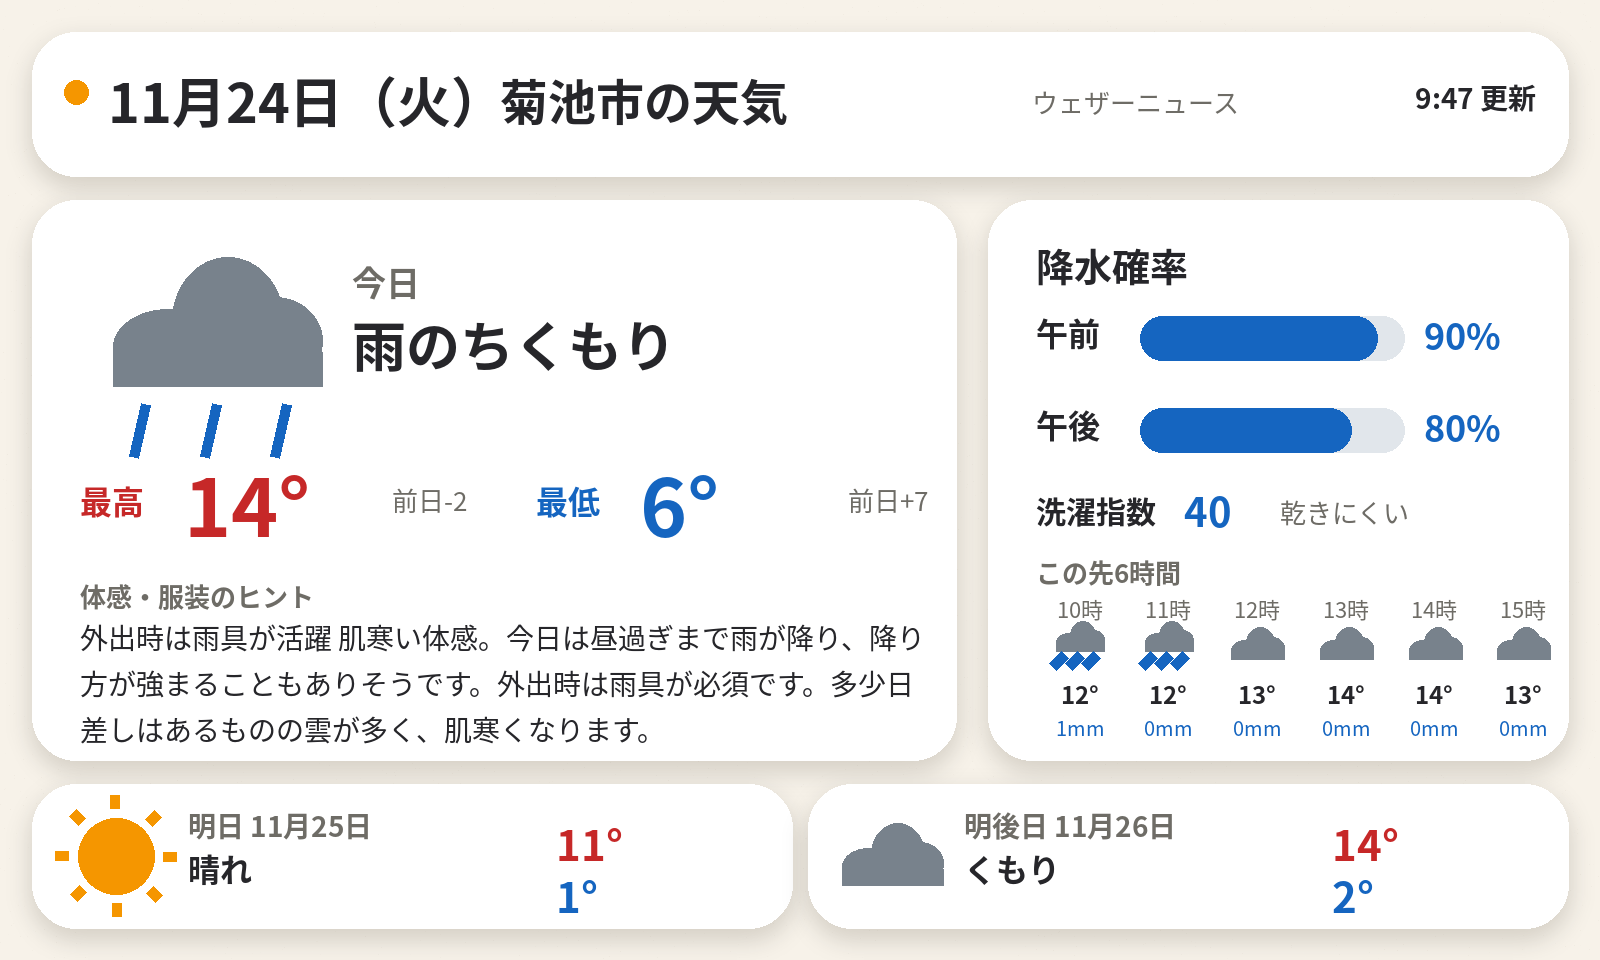 11月24日（火）菊池市の天気
ウェザーニュース
9:47 更新
今日
雨のちくもり
最高 14° 前日-2 最低 6° 前日+7
体感・服装のヒント
外出時は雨具が活躍 肌寒い体感。今日は昼過ぎまで雨が降り、降り
方が強まることもありそうです。外出時は雨具が必須です。多少日
差しはあるものの雲が多く、肌寒くなります。
降水確率
午前 90%
午後 80%
洗濯指数 40 乾きにくい
この先6時間
10時 11時 12時 13時 14時 15時
12° 12° 13° 14° 14° 13°
1mm 0mm 0mm 0mm 0mm 0mm
明日 11月25日
晴れ
11°
1°
明後日 11月26日
くもり
14°
2°